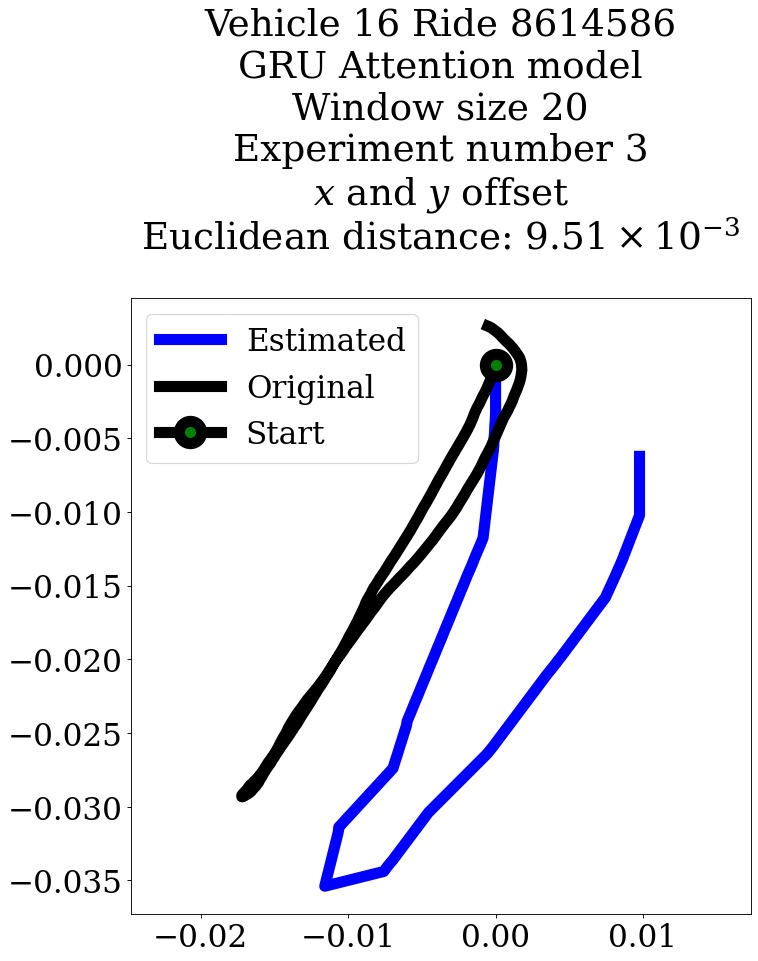 Vehicle 16 Ride 8614586
GRU Attention model
Window size 20
Experiment number 3
x and y offset
Euclidean distance: 9.51 × 10⁻³
Estimated
Original
Start
0.000
−0.005
−0.010
−0.015
−0.020
−0.025
−0.030
−0.035
−0.02 −0.01 0.00 0.01